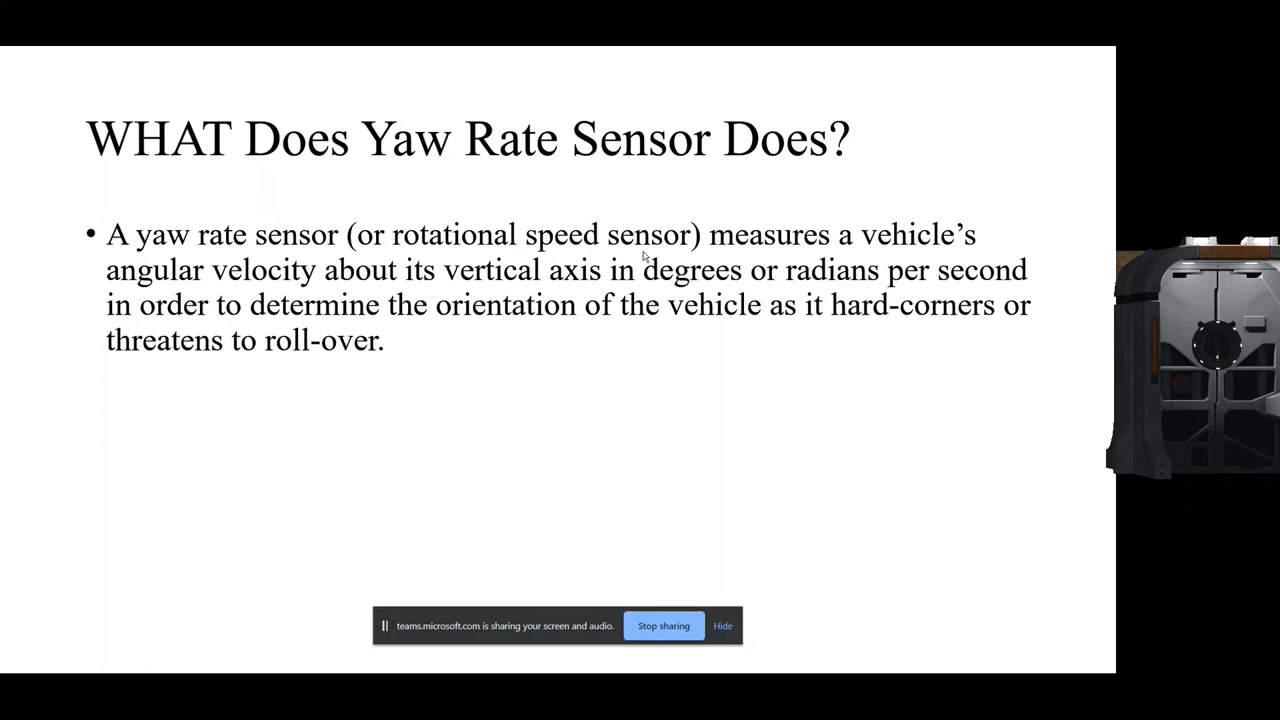 WHAT Does Yaw Rate Sensor Does?
• A yaw rate sensor (or rotational speed sensor) measures a vehicle’s
angular velocity about its vertical axis in degrees or radians per second
in order to determine the orientation of the vehicle as it hard-corners or
threatens to roll-over.
teams.microsoft.com is sharing your screen and audio. Stop sharing Hide